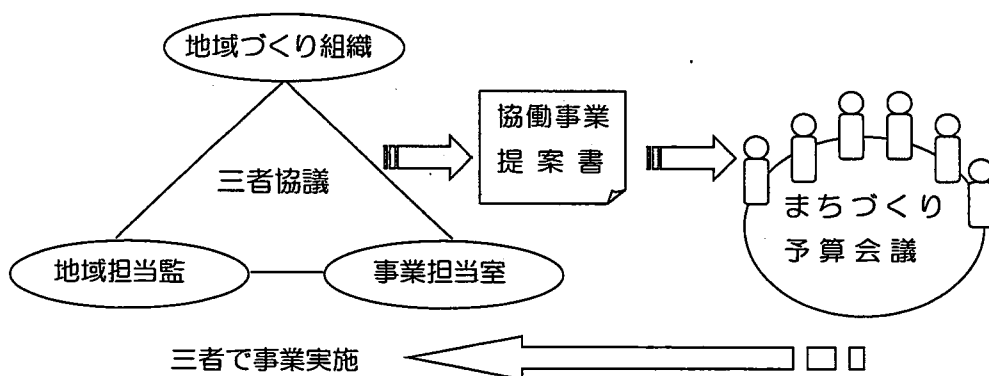 地域づくり組織
三者協議
地域担当監
事業担当室
協働事業
提案書
まちづくり
予算会議
三者で事業実施